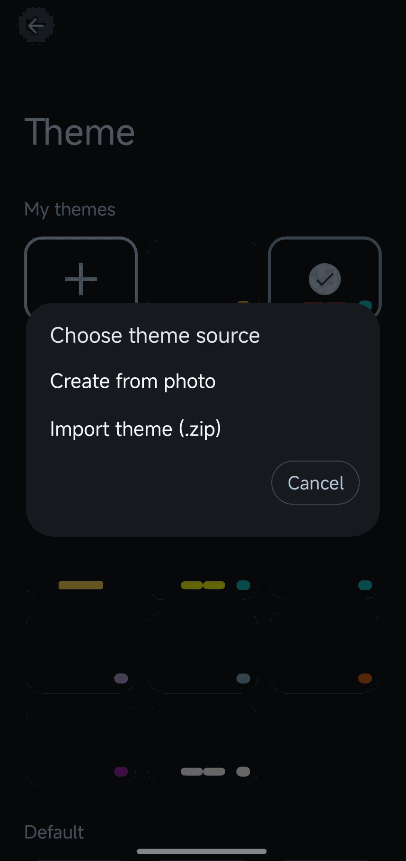 Theme
My themes
Choose theme source
Create from photo
Import theme (.zip)
Cancel
Default